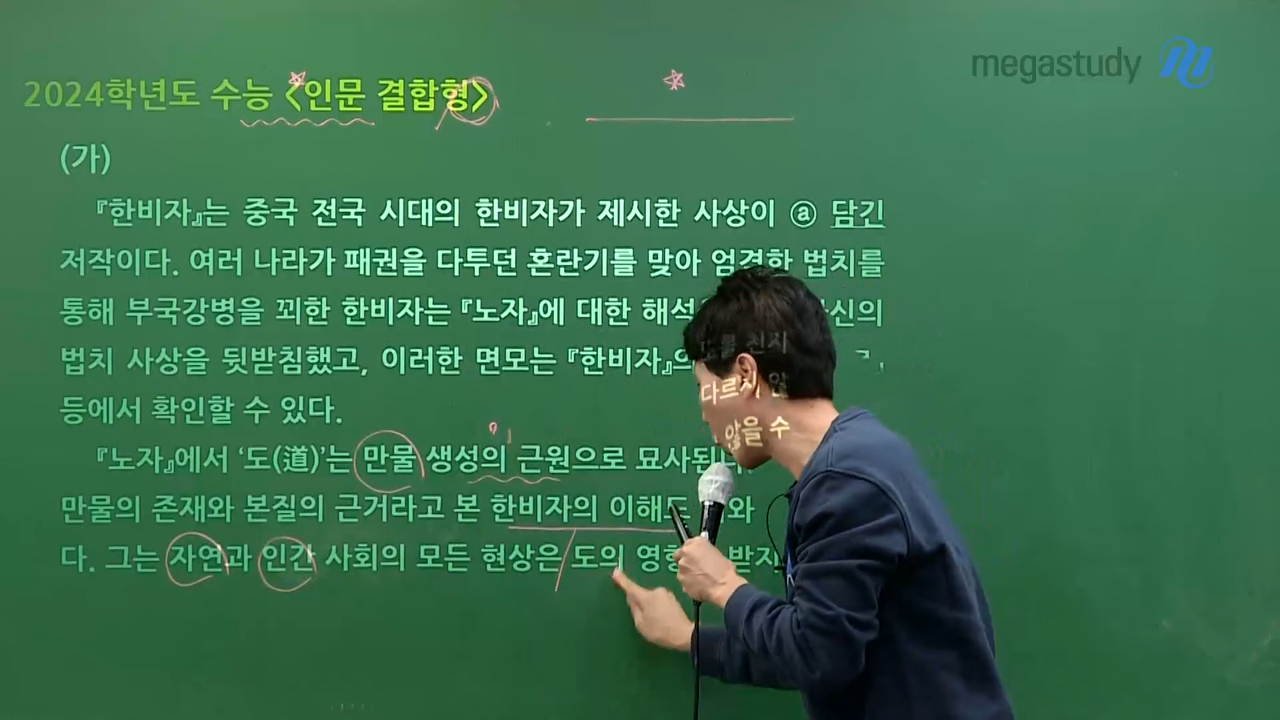 megastudy
2024학년도 수능 <인문 결합형>
(가)
『한비자』는 중국 전국 시대의 한비자가 제시한 사상이 ⓐ 담긴
저작이다. 여러 나라가 패권을 다투던 혼란기를 맞아 엄격한 법치를
통해 부국강병을 꾀한 한비자는 『노자』에 대한 해석
법치 사상을 뒷받침했고, 이러한 면모는 『한비자』의
등에서 확인할 수 있다.
『노자』에서 '도(道)'는 만물 생성의 근원으로 묘사된다.
만물의 존재와 본질의 근거라고 본 한비자의 이해도
다. 그는 자연과 인간 사회의 모든 현상은 도의
다르지 않
않을 수